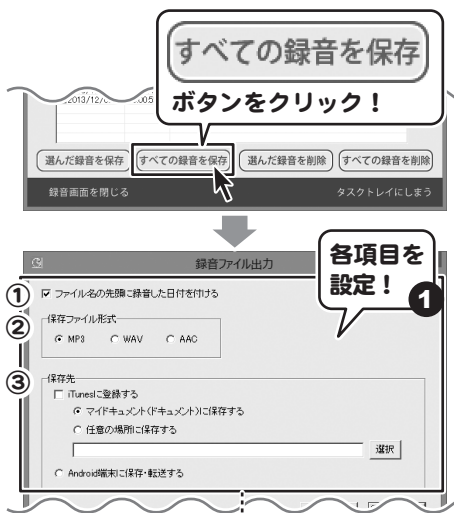 すべての録音を保存
ボタンをクリック！
選んだ録音を保存 すべての録音を保存 選んだ録音を削除 すべての録音を削除
録音画面を閉じる タスクトレイにしまう
録音ファイル出力
各項目を
設定！
1
① ファイル名の先頭に録音した日付を付ける
② 保存ファイル形式
MP3 WAV AAC
③ 保存先
iTunesに登録する
マイドキュメント(ドキュメント)に保存する
任意の場所に保存する
選択
Android端末に保存・転送する